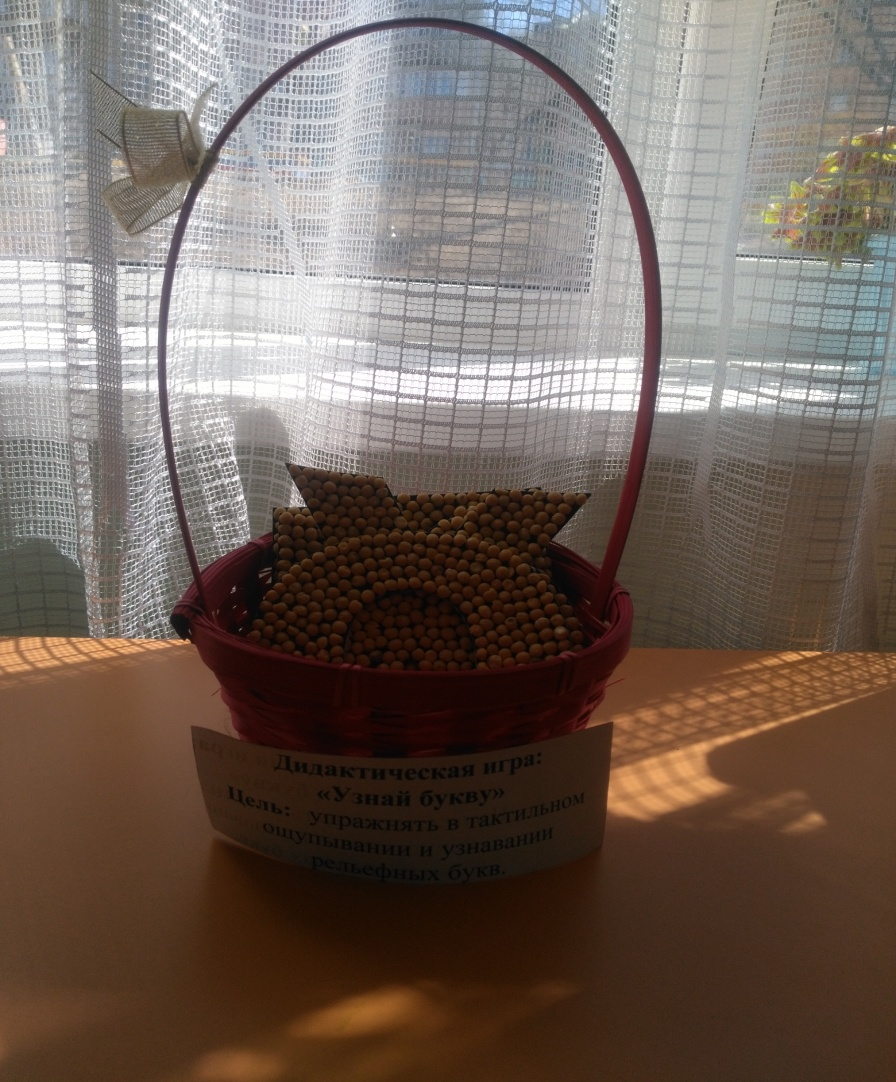 Дидактическая игра:
«Узнай букву»
Цель: упражнять в тактильном
ощупывании и узнавании
рельефных букв.